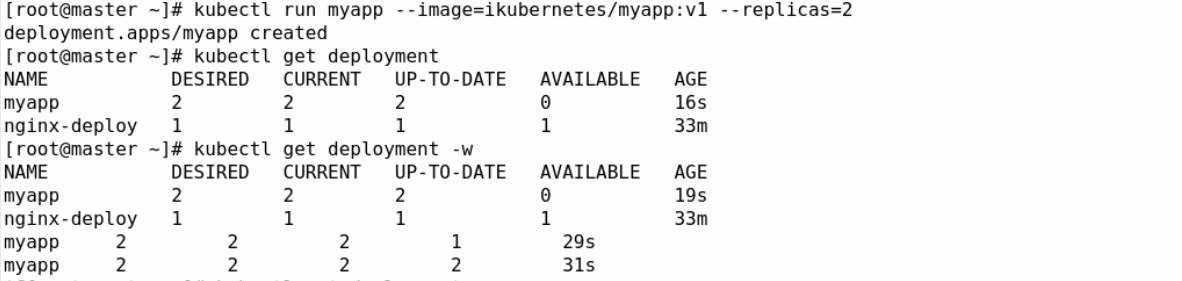 [root@master ~]# kubectl run myapp --image=ikubernetes/myapp:v1 --replicas=2
deployment.apps/myapp created
[root@master ~]# kubectl get deployment
NAME           DESIRED   CURRENT   UP-TO-DATE   AVAILABLE   AGE
myapp          2         2         2            0           16s
nginx-deploy   1         1         1            1           33m
[root@master ~]# kubectl get deployment -w
NAME           DESIRED   CURRENT   UP-TO-DATE   AVAILABLE   AGE
myapp          2         2         2            0           19s
nginx-deploy   1         1         1            1           33m
myapp     2         2         2         1         29s
myapp     2         2         2         2         31s